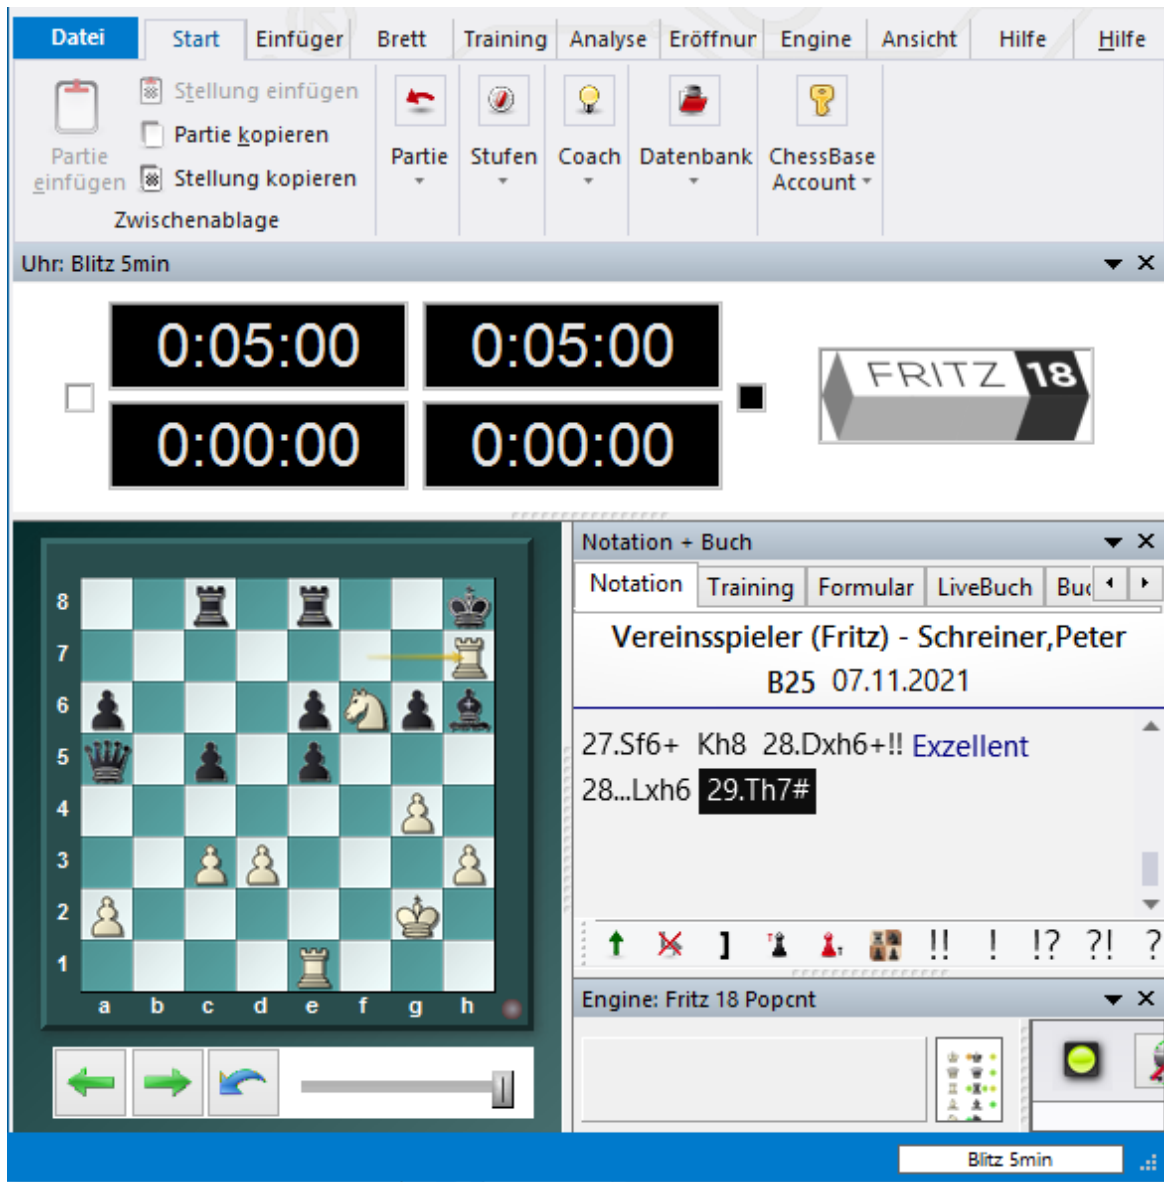 Datei Start Einfüger Brett Training Analyse Eröffnur Engine Ansicht Hilfe Hilfe
Stellung einfügen
Partie kopieren
Stellung kopieren
Partie
einfügen
Zwischenablage
Partie Stufen Coach Datenbank ChessBase
Account
Uhr: Blitz 5min
0:05:00 0:05:00
0:00:00 0:00:00
FRITZ 18
8
7
6
5
4
3
2
1
a b c d e f g h
Notation + Buch
Notation Training Formular LiveBuch Buc
Vereinsspieler (Fritz) - Schreiner,Peter
B25 07.11.2021
27.Sf6+ Kh8 28.Dxh6+!! Exzellent
28...Lxh6 29.Th7#
] !! ! !? ?! ?
Engine: Fritz 18 Popcnt
Blitz 5min